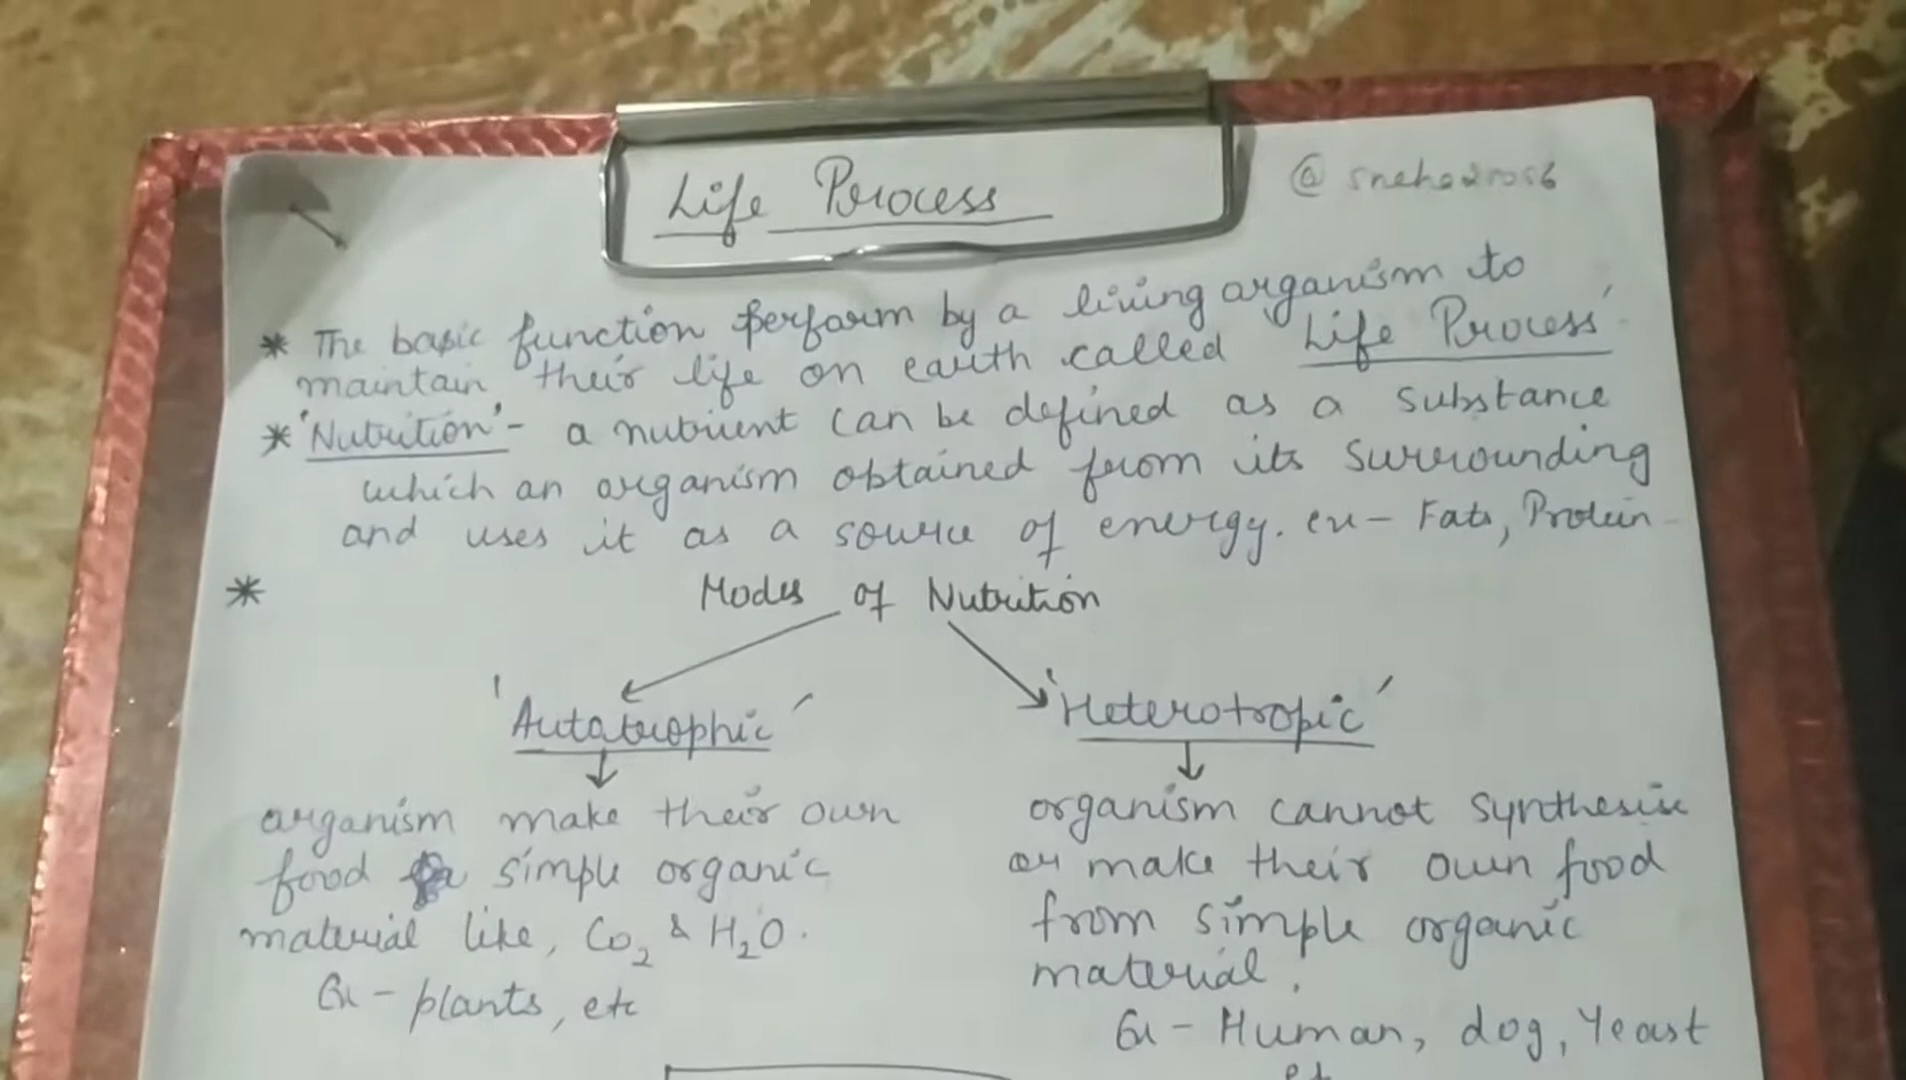 Life Process
@sneha21056
* The basic function perform by a living organism to
maintain their life on earth called Life Process'
* 'Nutrition' - a nutrient can be defined as a substance
which an organism obtained from its surrounding
and uses it as a source of energy. ex - Fats, Protein
* Modes of Nutrition
'Autotrophic' 'Heterotropic'
organism make their own
food simple organic
material like, Co2 & H2O.
Ex - plants, etc
organism cannot synthesise
or make their own food
from simple organic
material.
Ex - Human, dog, Yeast